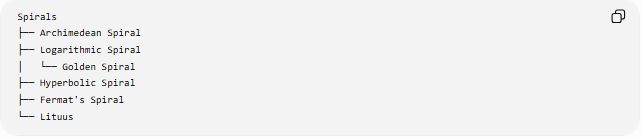 Spirals
├── Archimedean Spiral
├── Logarithmic Spiral
│   └── Golden Spiral
├── Hyperbolic Spiral
├── Fermat's Spiral
└── Lituus